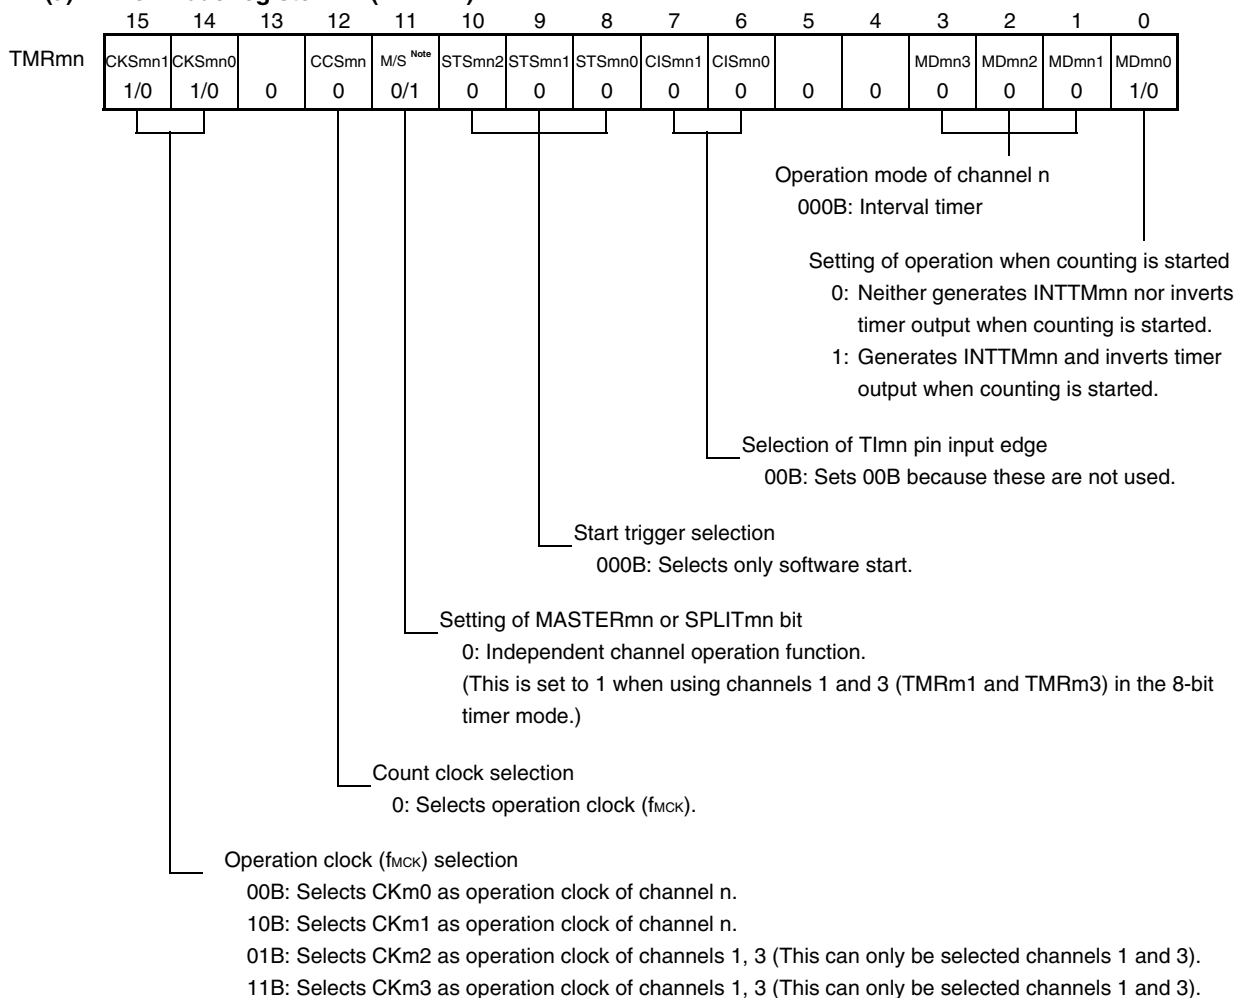 15 14 13 12 11 10 9 8 7 6 5 4 3 2 1 0
TMRmn CKSmn1 CKSmn0 CCSmn M/S Note STSmn2 STSmn1 STSmn0 CISmn1 CISmn0 MDmn3 MDmn2 MDmn1 MDmn0
1/0 1/0 0 0 0/1 0 0 0 0 0 0 0 0 0 0 1/0
Operation mode of channel n
000B: Interval timer
Setting of operation when counting is started
0: Neither generates INTTMmn nor inverts
timer output when counting is started.
1: Generates INTTMmn and inverts timer
output when counting is started.
Selection of TImn pin input edge
00B: Sets 00B because these are not used.
Start trigger selection
000B: Selects only software start.
Setting of MASTERmn or SPLITmn bit
0: Independent channel operation function.
(This is set to 1 when using channels 1 and 3 (TMRm1 and TMRm3) in the 8-bit
timer mode.)
Count clock selection
0: Selects operation clock (fMCK).
Operation clock (fMCK) selection
00B: Selects CKm0 as operation clock of channel n.
10B: Selects CKm1 as operation clock of channel n.
01B: Selects CKm2 as operation clock of channels 1, 3 (This can only be selected channels 1 and 3).
11B: Selects CKm3 as operation clock of channels 1, 3 (This can only be selected channels 1 and 3).